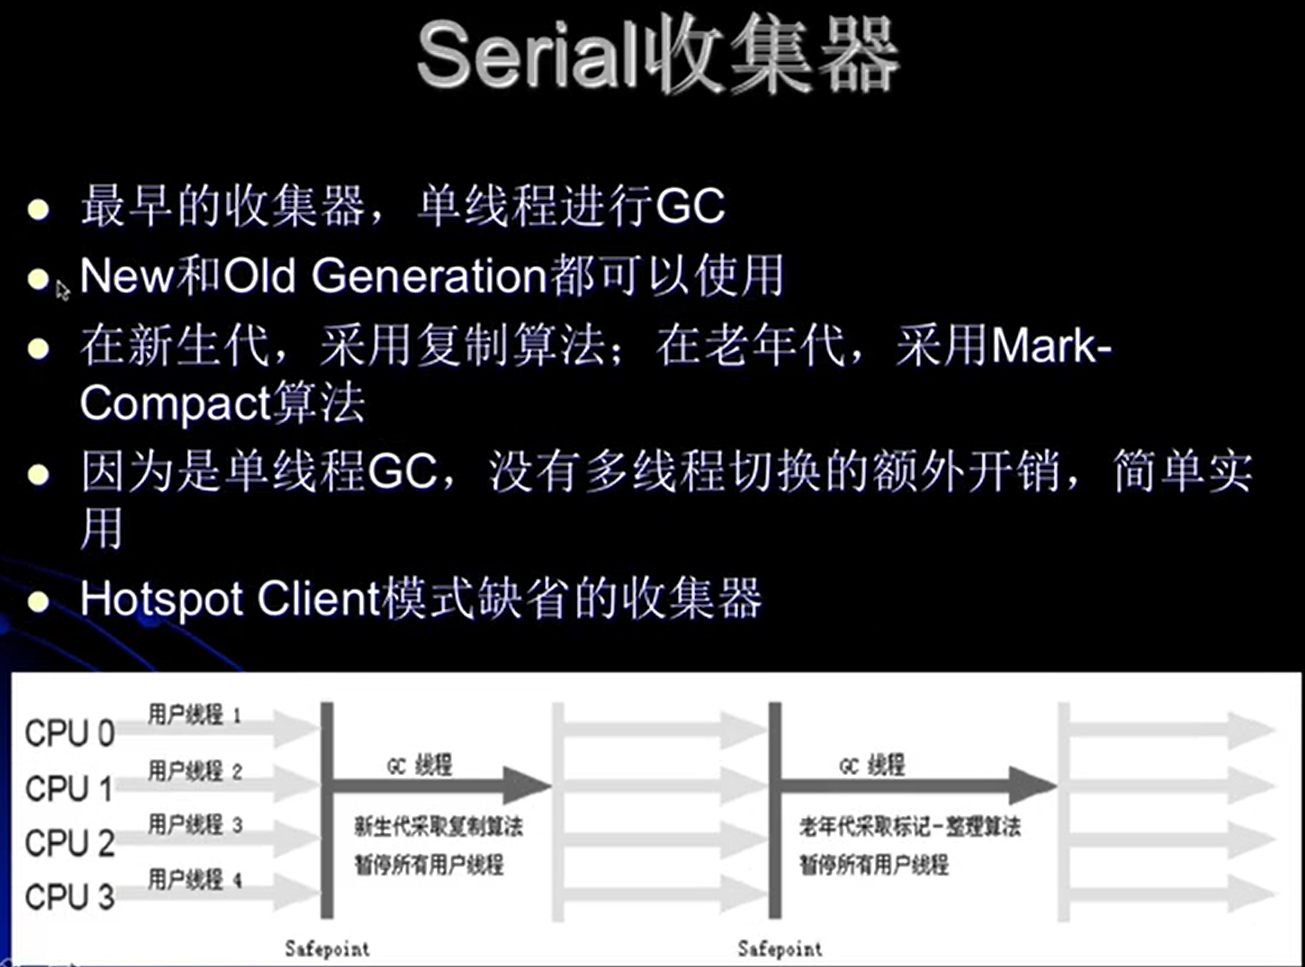 Serial收集器
最早的收集器，单线程进行GC
New和Old Generation都可以使用
在新生代，采用复制算法；在老年代，采用Mark-
Compact算法
因为是单线程GC，没有多线程切换的额外开销，简单实
用
Hotspot Client模式缺省的收集器
CPU 0
用户线程 1
CPU 1
用户线程 2
CPU 2
用户线程 3
CPU 3
用户线程 4
GC 线程
新生代采取复制算法
暂停所有用户线程
GC 线程
老年代采取标记-整理算法
暂停所有用户线程
Safepoint
Safepoint